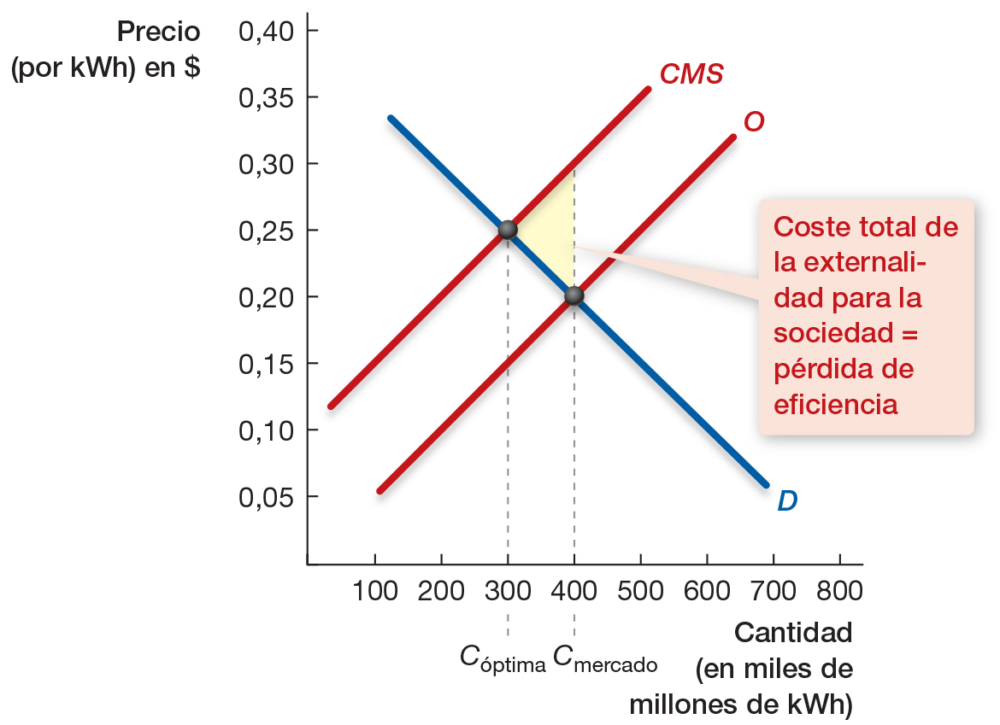 Precio
(por kWh) en $
0,40
0,35
0,30
0,25
0,20
0,15
0,10
0,05
CMS
O
D
Coste total de
la externali-
dad para la
sociedad =
pérdida de
eficiencia
100 200 300 400 500 600 700 800
Cóptima Cmercado
Cantidad
(en miles de
millones de kWh)